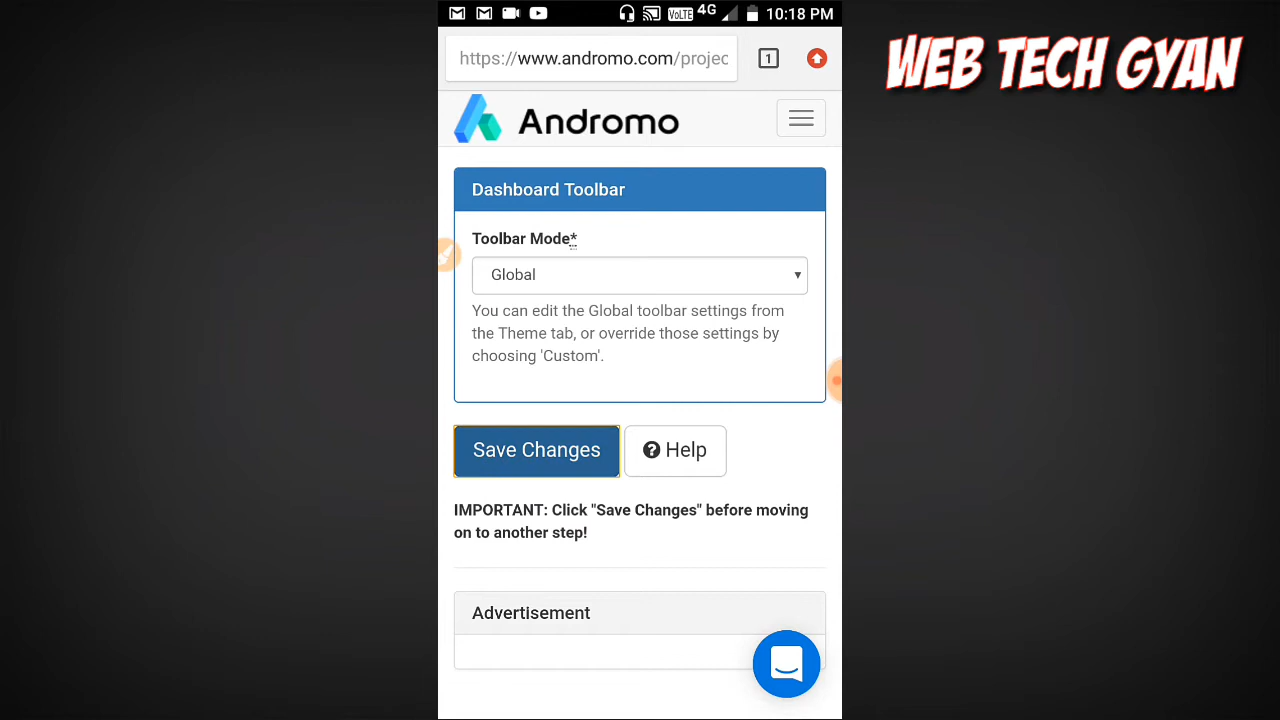 VoLTE 4G 10:18 PM
WEB TECH GYAN
https://www.andromo.com/projec
1
Andromo
Dashboard Toolbar
Toolbar Mode*
Global
You can edit the Global toolbar settings from
the Theme tab, or override those settings by
choosing 'Custom'.
Save Changes
Help
IMPORTANT: Click "Save Changes" before moving
on to another step!
Advertisement